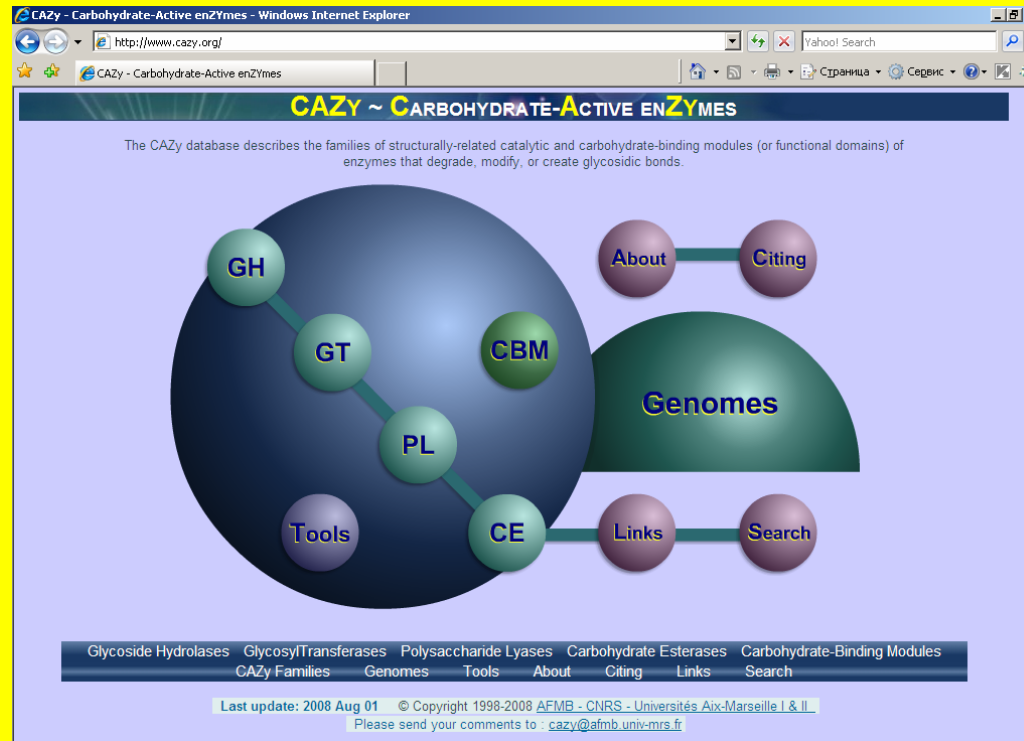 CAZy - Carbohydrate-Active enZYmes - Windows Internet Explorer
http://www.cazy.org/
Yahoo! Search
CAZy - Carbohydrate-Active enZYmes
Страница
Сервис
CAZY ~ CARBOHYDRATE-ACTIVE ENZYMES
The CAZy database describes the families of structurally-related catalytic and carbohydrate-binding modules (or functional domains) of
enzymes that degrade, modify, or create glycosidic bonds.
GH
About
Citing
GT
CBM
Genomes
PL
Tools
CE
Links
Search
Glycoside Hydrolases GlycosylTransferases Polysaccharide Lyases Carbohydrate Esterases Carbohydrate-Binding Modules
CAZy Families Genomes Tools About Citing Links Search
Last update: 2008 Aug 01 © Copyright 1998-2008 AFMB - CNRS - Universités Aix-Marseille I & II
Please send your comments to : cazy@afmb.univ-mrs.fr